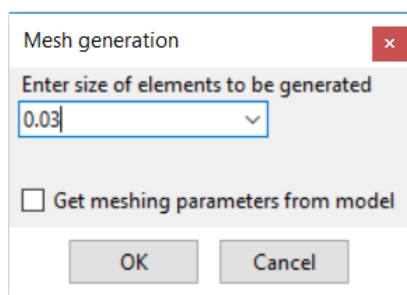 Mesh generation
Enter size of elements to be generated
0.03
Get meshing parameters from model
OK Cancel